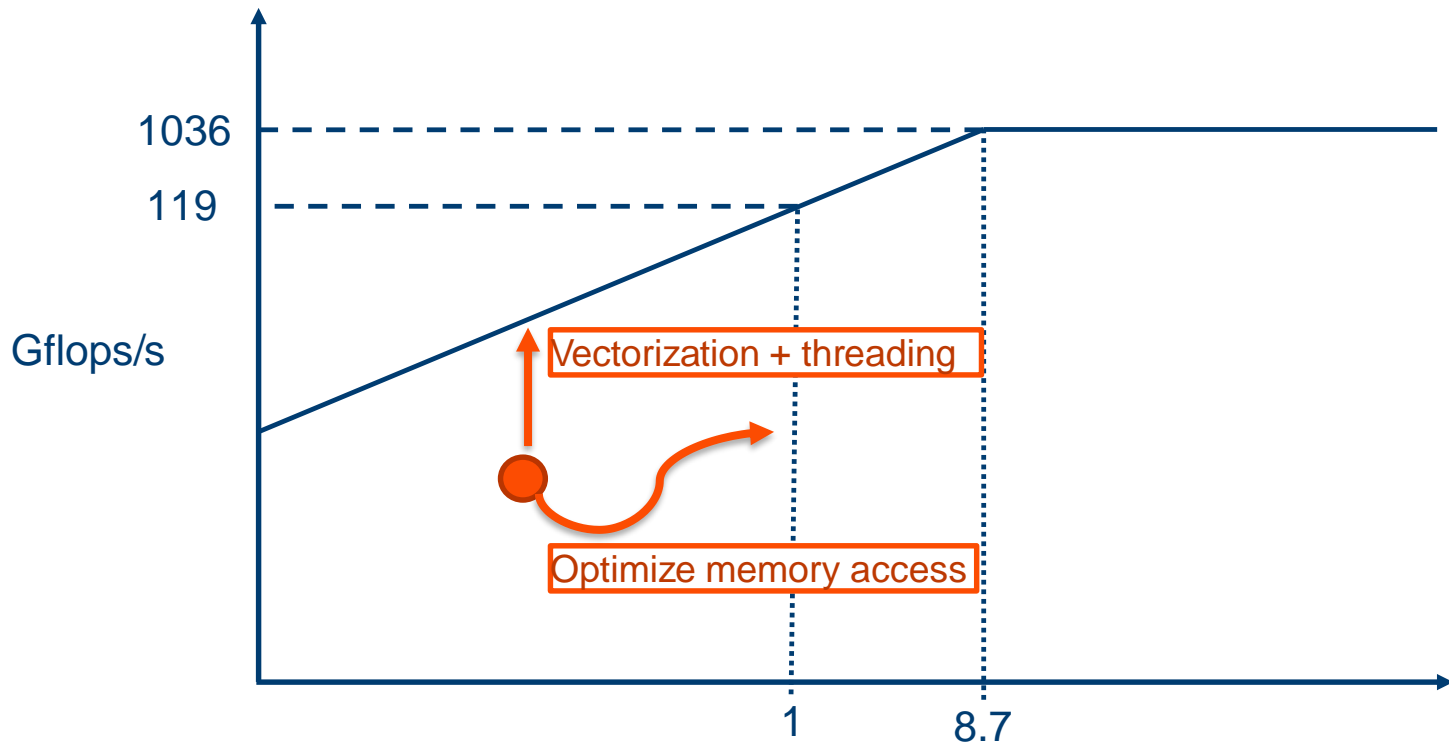 1036
119
Gflops/s
Vectorization + threading
Optimize memory access
1
8.7